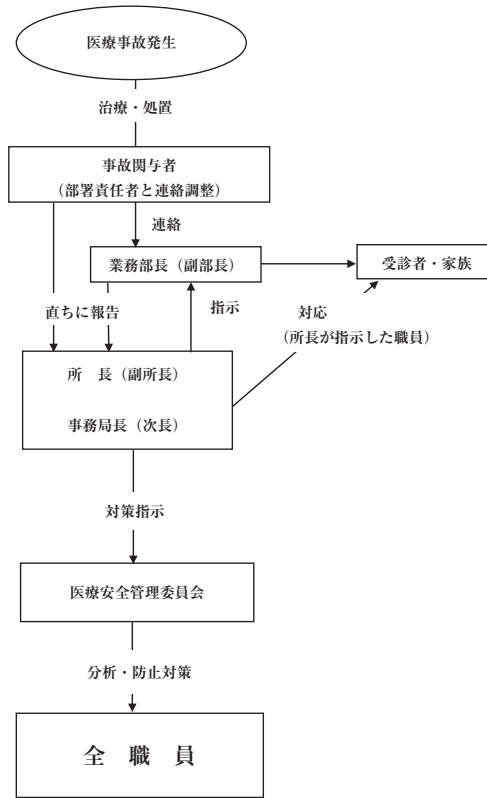 医療事故発生
治療・処置
事故関与者
（部署責任者と連絡調整）
連絡
業務部長（副部長）
受診者・家族
直ちに報告
指示
対応
（所長が指示した職員）
所　長（副所長）
事務局長（次長）
対策指示
医療安全管理委員会
分析・防止対策
全　職　員